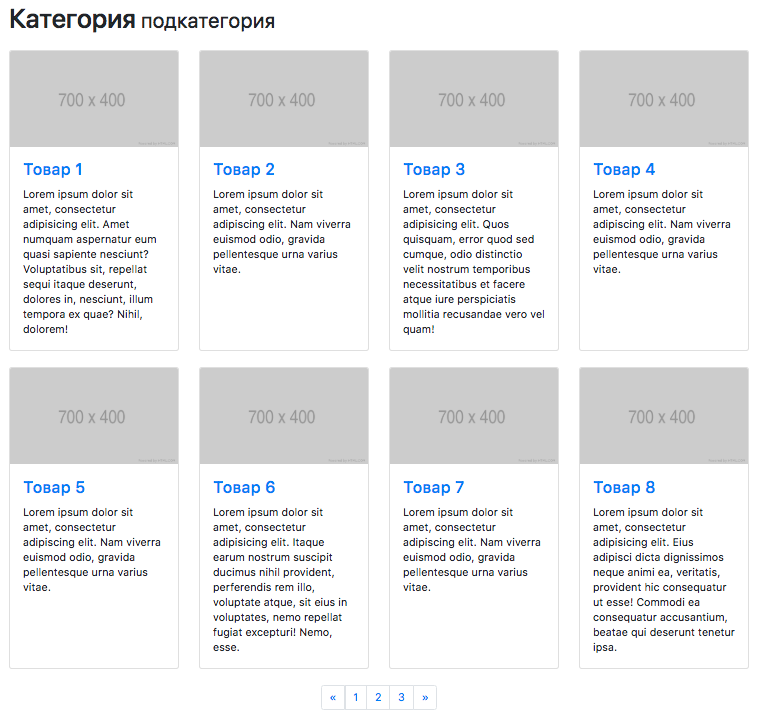 Категория подкатегория
700 x 400
700 x 400
700 x 400
700 x 400
Товар 1
Lorem ipsum dolor sit
amet, consectetur
adipisicing elit. Amet
numquam aspernatur eum
quasi sapiente nesciunt?
Voluptatibus sit, repellat
sequi itaque deserunt,
dolores in, nesciunt, illum
tempora ex quae? Nihil,
dolorem!
Товар 2
Lorem ipsum dolor sit
amet, consectetur
adipiscing elit. Nam viverra
euismod odio, gravida
pellentesque urna varius
vitae.
Товар 3
Lorem ipsum dolor sit
amet, consectetur
adipisicing elit. Quos
quisquam, error quod sed
cumque, odio distinctio
velit nostrum temporibus
necessitatibus et facere
atque iure perspiciatis
mollitia recusandae vero vel
quam!
Товар 4
Lorem ipsum dolor sit
amet, consectetur
adipiscing elit. Nam viverra
euismod odio, gravida
pellentesque urna varius
vitae.
700 x 400
700 x 400
700 x 400
700 x 400
Товар 5
Lorem ipsum dolor sit
amet, consectetur
adipiscing elit. Nam viverra
euismod odio, gravida
pellentesque urna varius
vitae.
Товар 6
Lorem ipsum dolor sit
amet, consectetur
adipisicing elit. Itaque
earum nostrum suscipit
ducimus nihil provident,
perferendis rem illo,
voluptate atque, sit eius in
voluptates, nemo repellat
fugiat excepturi! Nemo,
esse.
Товар 7
Lorem ipsum dolor sit
amet, consectetur
adipiscing elit. Nam viverra
euismod odio, gravida
pellentesque urna varius
vitae.
Товар 8
Lorem ipsum dolor sit
amet, consectetur
adipisicing elit. Eius
adipisci dicta dignissimos
neque animi ea, veritatis,
provident hic consequatur
ut esse! Commodi ea
consequatur accusantium,
beatae qui deserunt tenetur
ipsa.
« 1 2 3 »